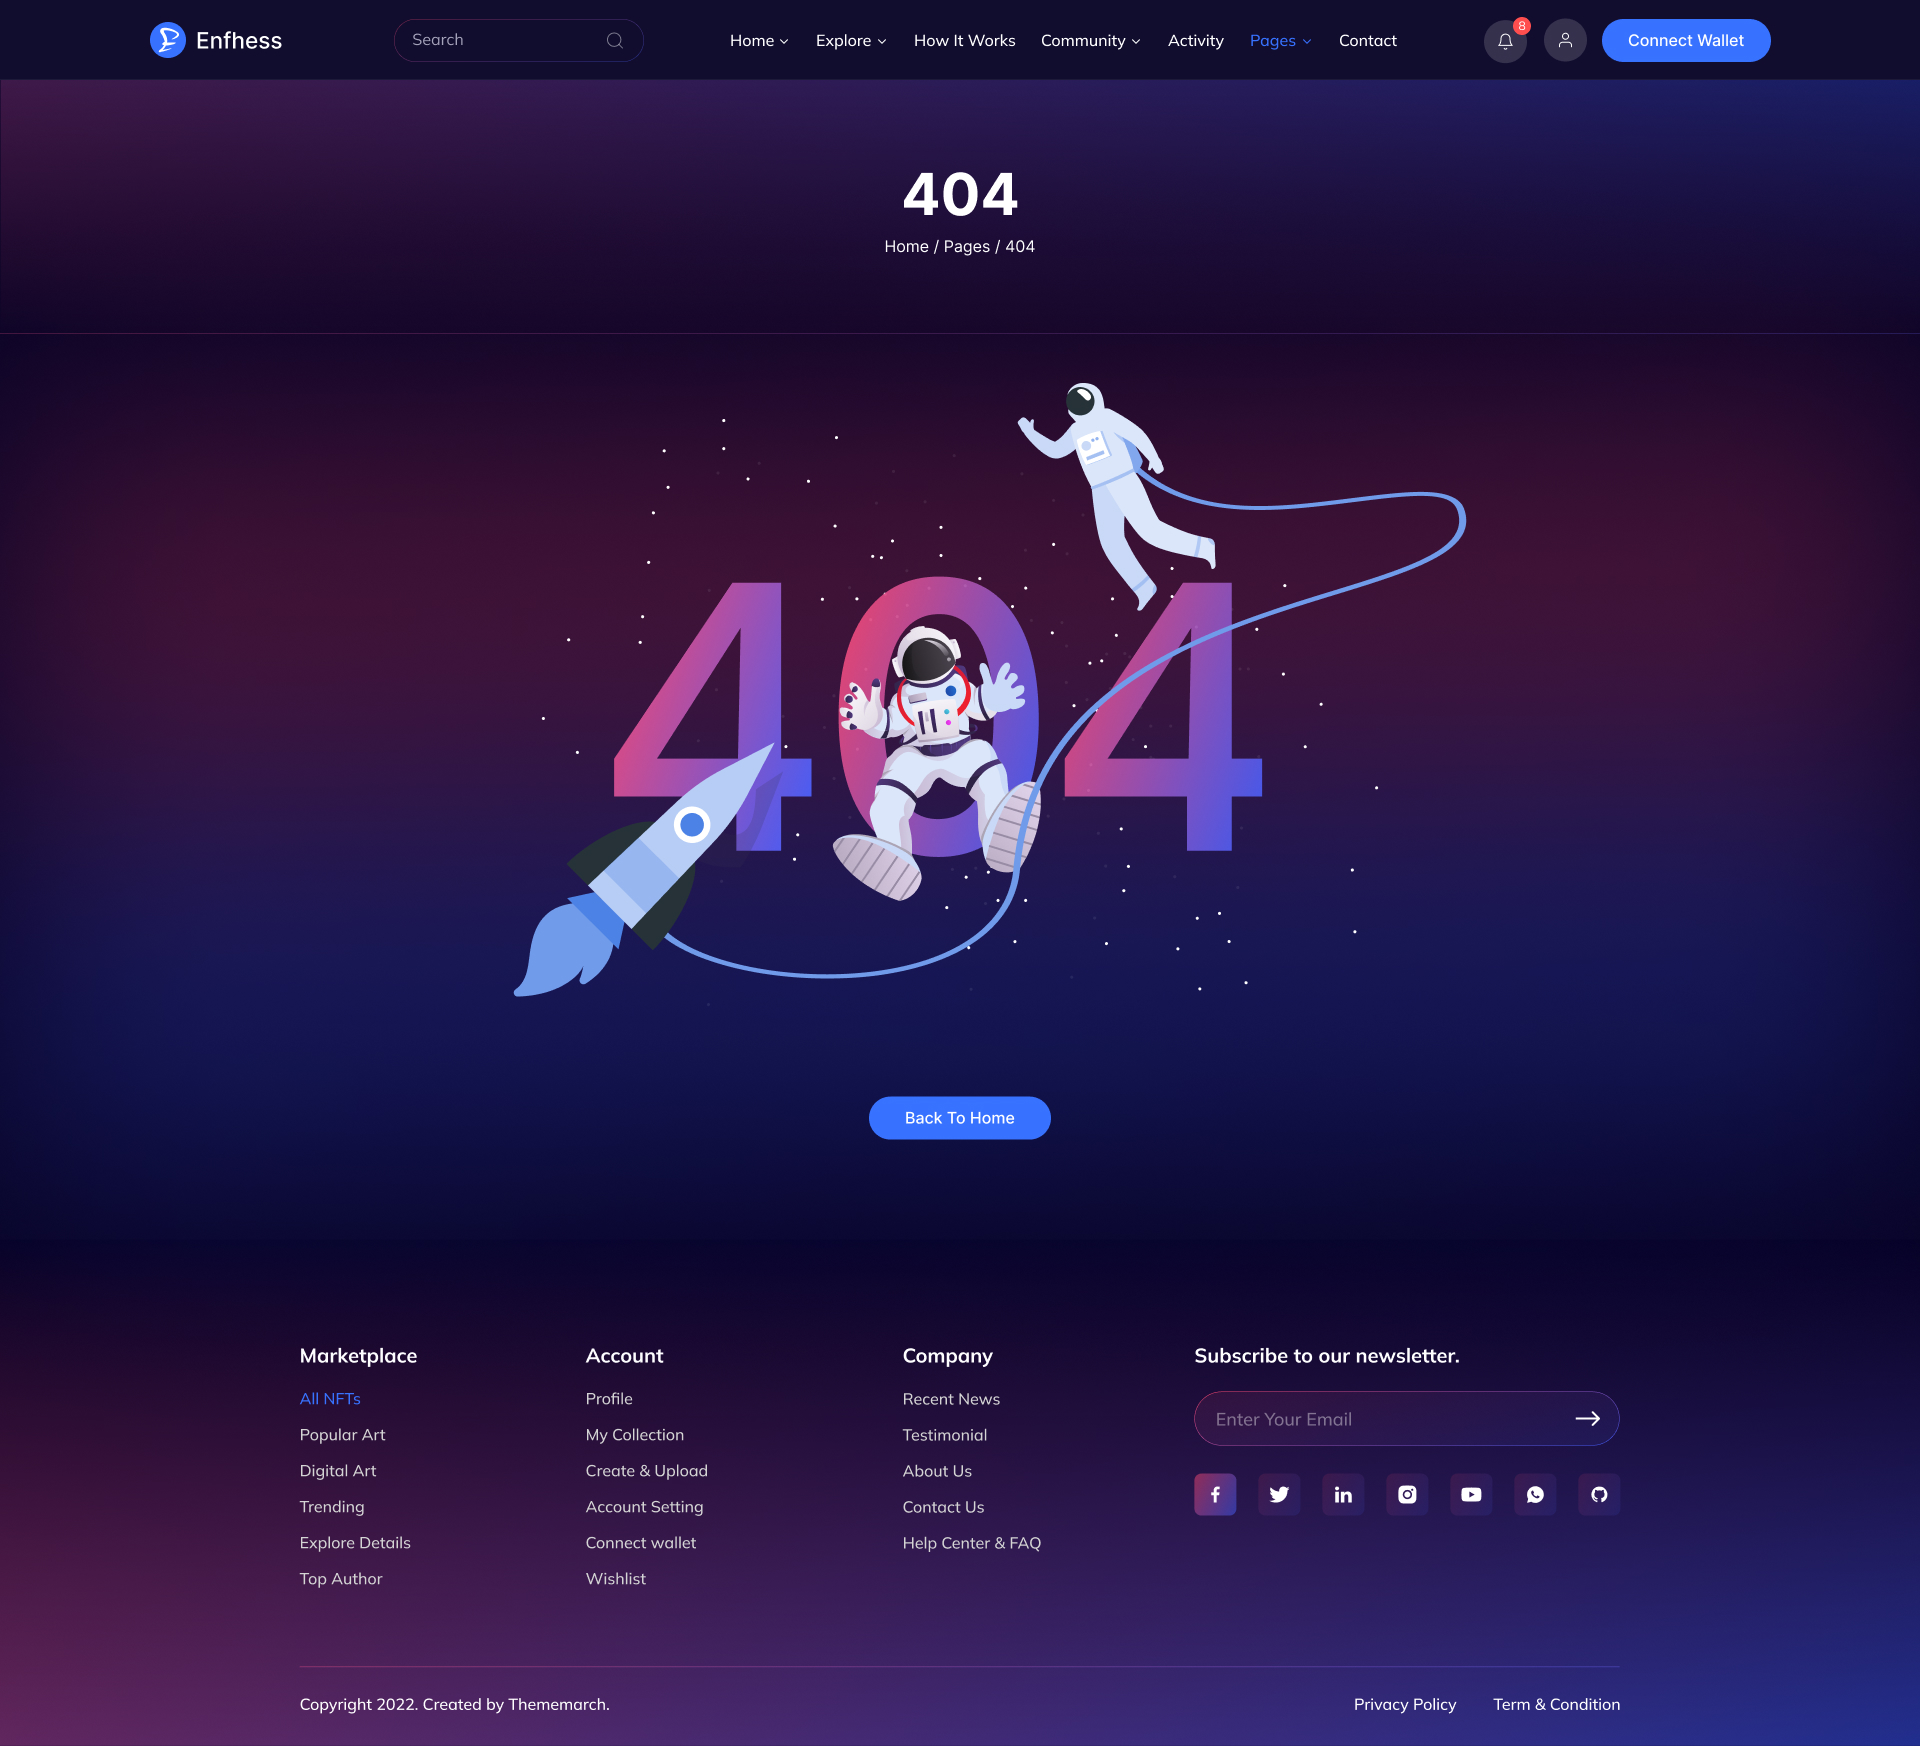 Enfhess
Search
Home
Explore
How It Works
Community
Activity
Pages
Contact
8
Connect Wallet
404
Home / Pages / 404
404
Back To Home
Marketplace
All NFTs
Popular Art
Digital Art
Trending
Explore Details
Top Author
Account
Profile
My Collection
Create & Upload
Account Setting
Connect wallet
Wishlist
Company
Recent News
Testimonial
About Us
Contact Us
Help Center & FAQ
Subscribe to our newsletter.
Enter Your Email
Copyright 2022. Created by Thememarch.
Privacy Policy
Term & Condition